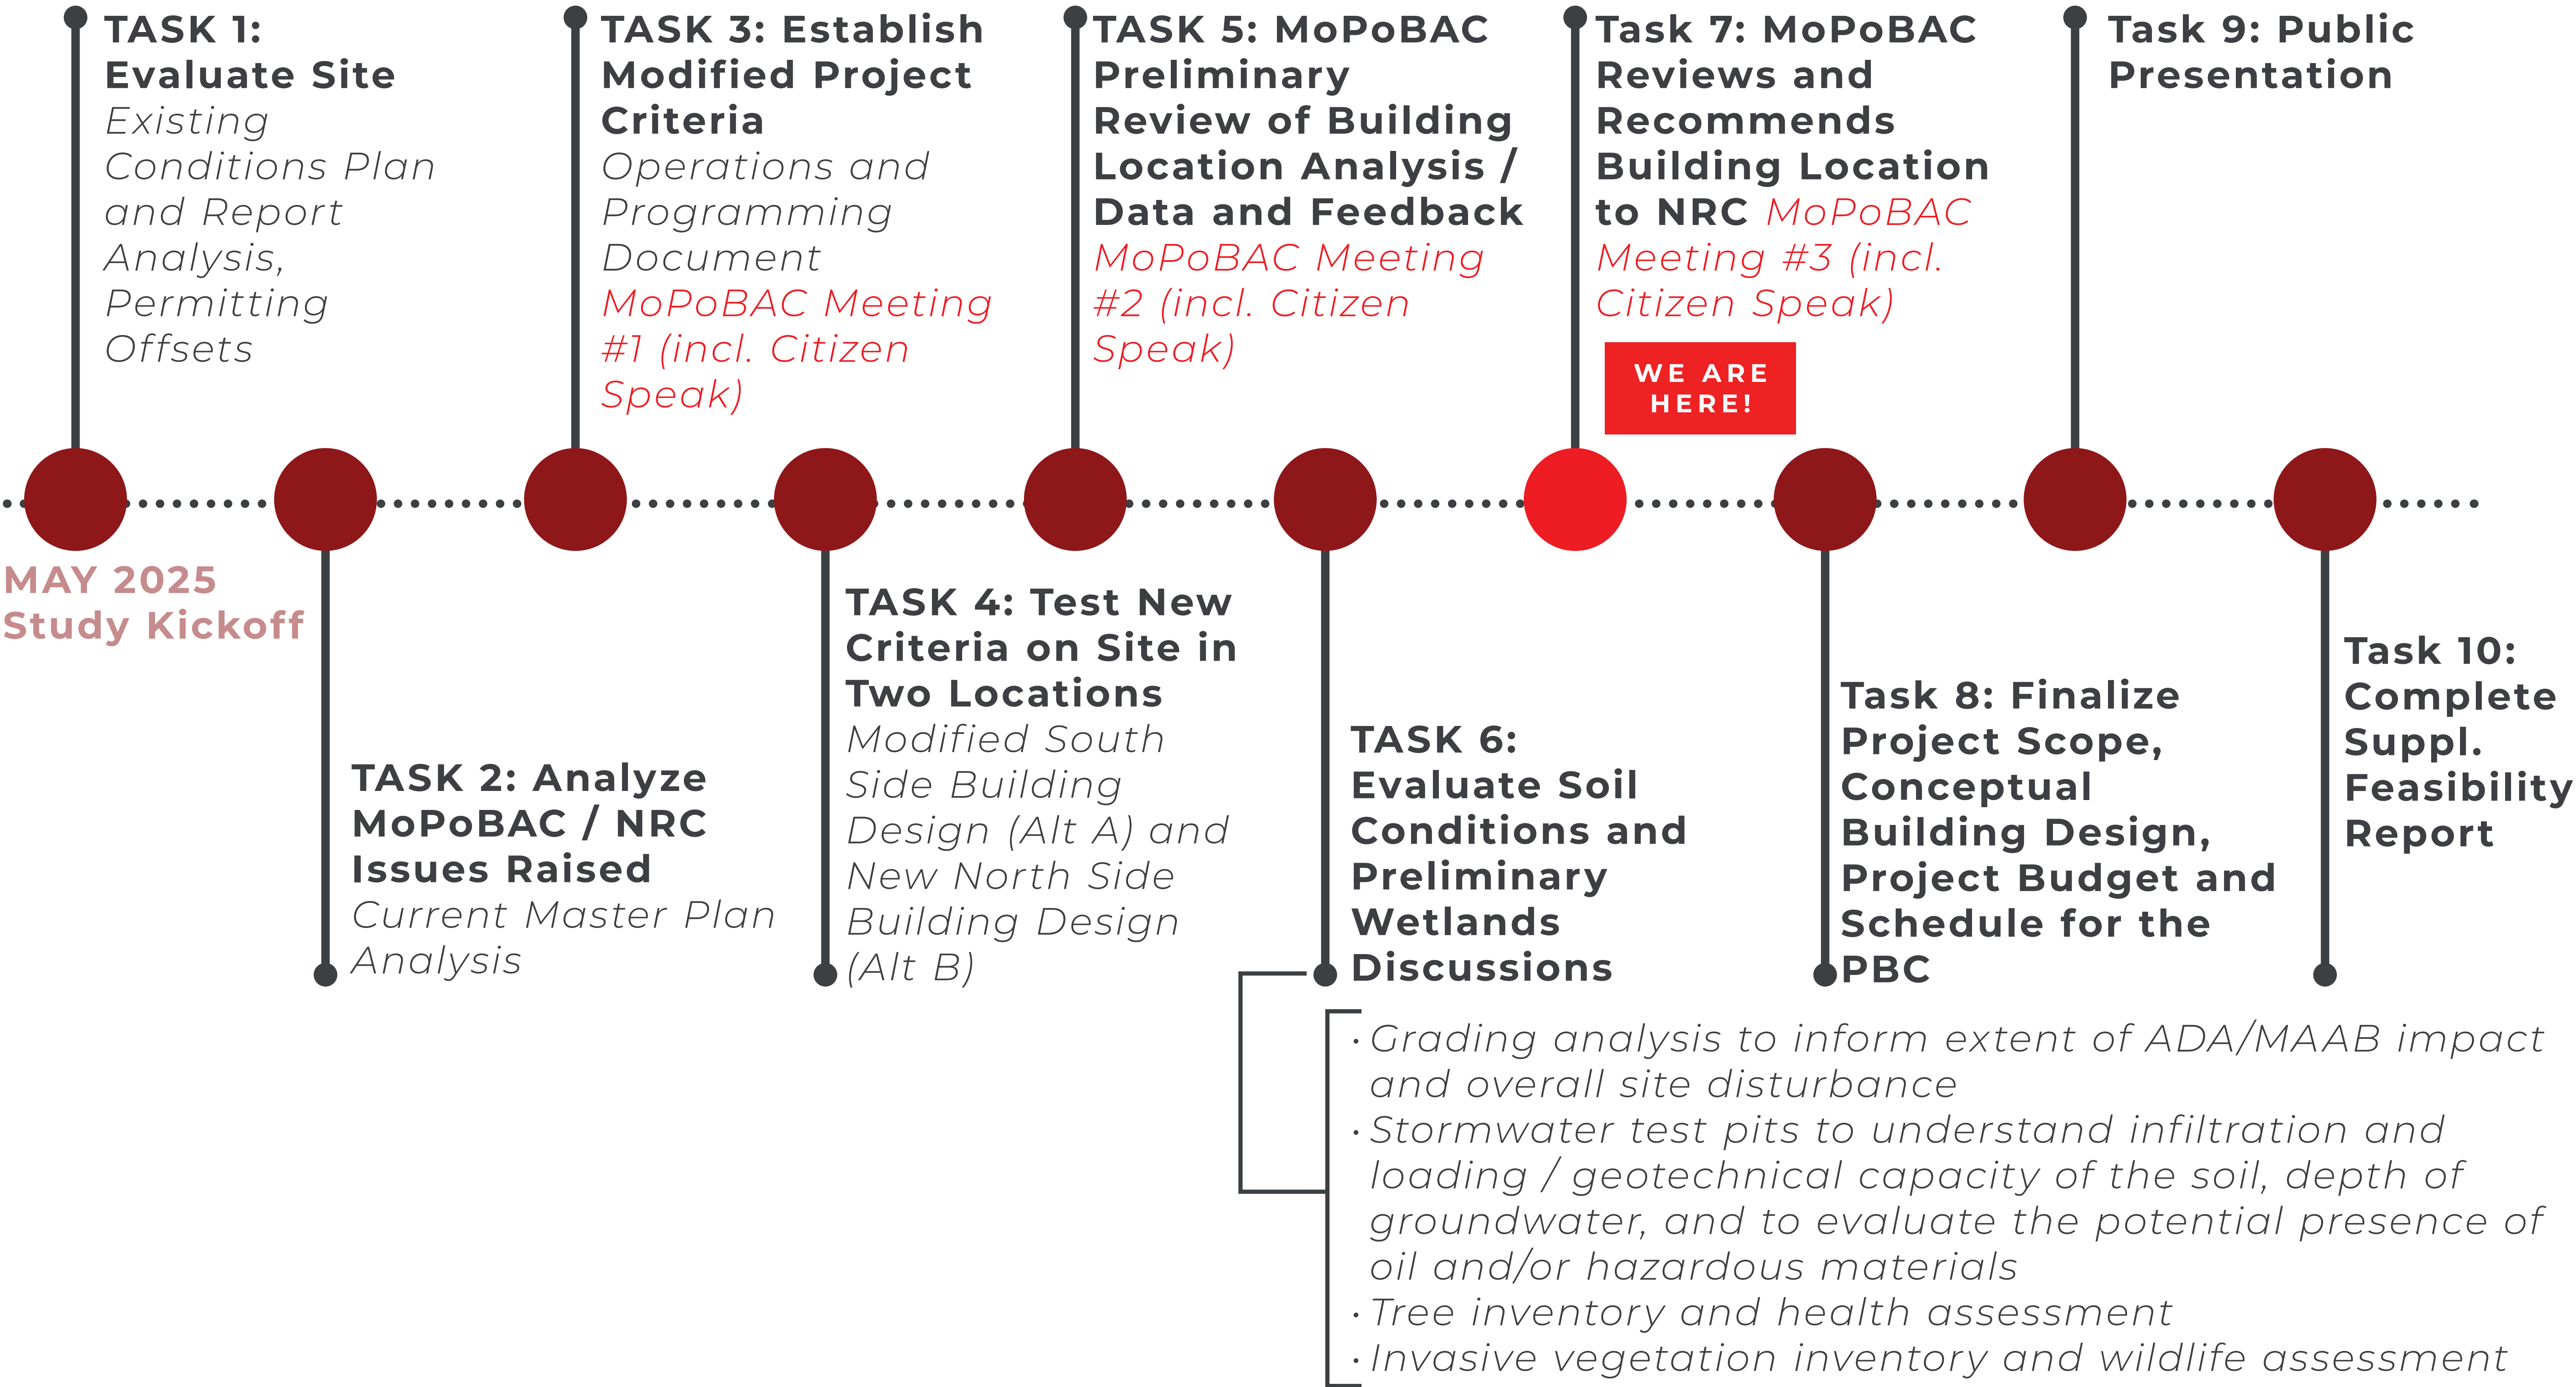 TASK 1:
Evaluate Site
Existing
Conditions Plan
and Report
Analysis,
Permitting
Offsets
MAY 2025
Study Kickoff
TASK 2: Analyze
MoPoBAC / NRC
Issues Raised
Current Master Plan
Analysis
TASK 3: Establish
Modified Project
Criteria
Operations and
Programming
Document
MoPoBAC Meeting
#1 (incl. Citizen
Speak)
TASK 4: Test New
Criteria on Site in
Two Locations
Modified South
Side Building
Design (Alt A) and
New North Side
Building Design
(Alt B)
TASK 5: MoPoBAC
Preliminary
Review of Building
Location Analysis /
Data and Feedback
MoPoBAC Meeting
#2 (incl. Citizen
Speak)
TASK 6:
Evaluate Soil
Conditions and
Preliminary
Wetlands
Discussions
· Grading analysis to inform extent of ADA/MAAB impact
and overall site disturbance
· Stormwater test pits to understand infiltration and
loading / geotechnical capacity of the soil, depth of
groundwater, and to evaluate the potential presence of
oil and/or hazardous materials
· Tree inventory and health assessment
· Invasive vegetation inventory and wildlife assessment
Task 7: MoPoBAC
Reviews and
Recommends
Building Location
to NRC MoPoBAC
Meeting #3 (incl.
Citizen Speak)
WE ARE
HERE!
Task 8: Finalize
Project Scope,
Conceptual
Building Design,
Project Budget and
Schedule for the
PBC
Task 9: Public
Presentation
Task 10:
Complete
Suppl.
Feasibility
Report